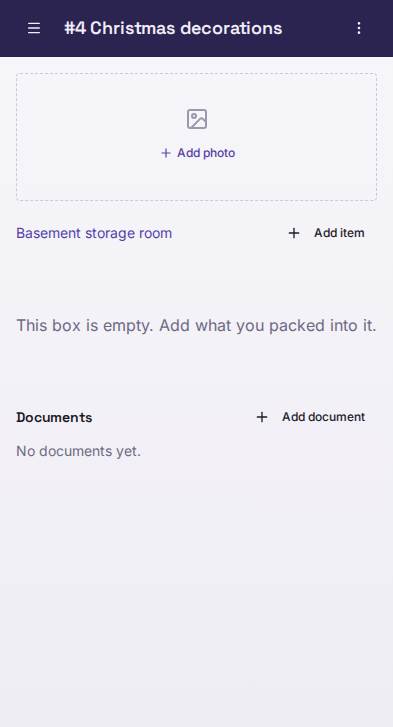 #4 Christmas decorations
Add photo
Basement storage room
Add item
This box is empty. Add what you packed into it.
Documents
Add document
No documents yet.